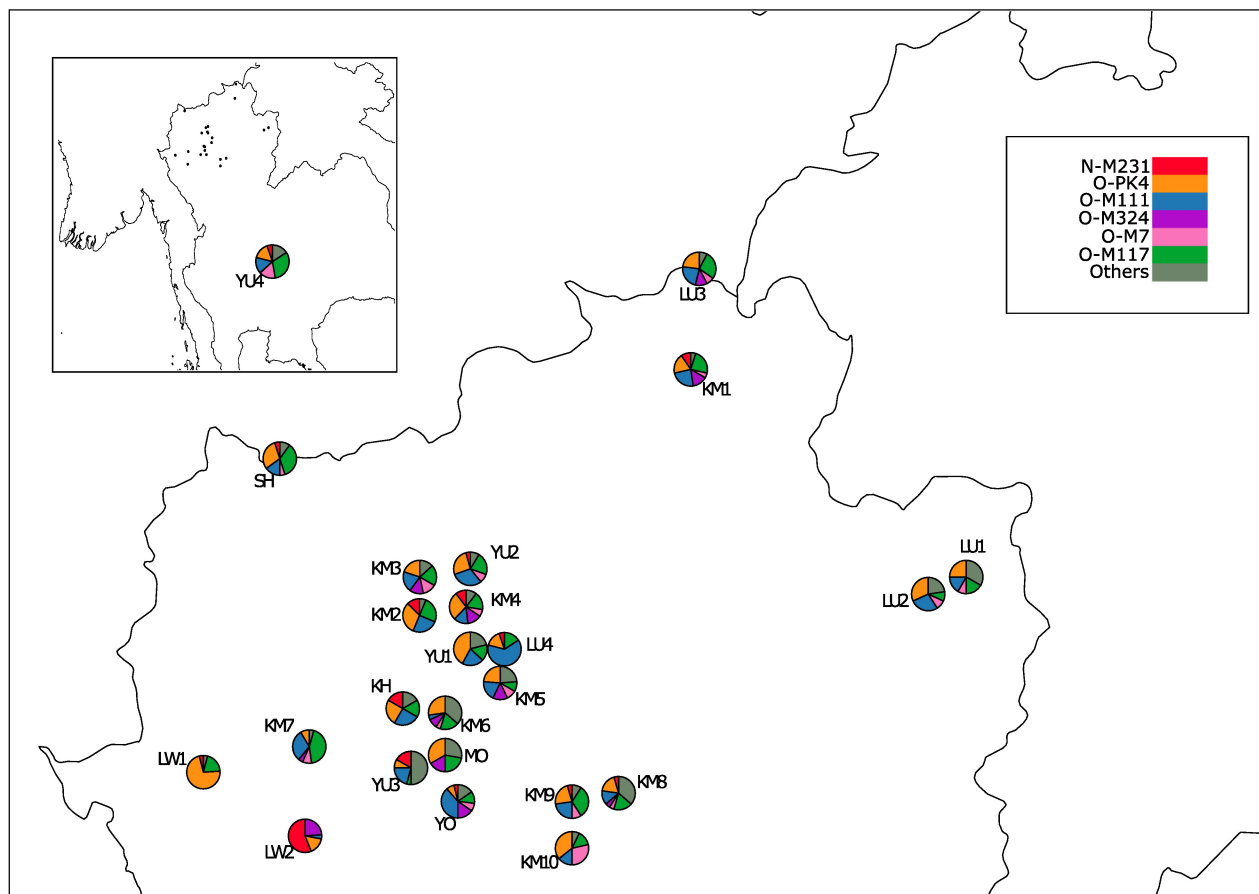 N-M231
O-PK4
O-M111
O-M324
O-M7
O-M117
Others
YU4
LU3
KM1
SH
LU1
YU2
KM3
LU2
KM4
KM2
LU4
YU1
KH
KM5
KM6
KM7
MO
LW1
YU3
KM8
KM9
YO
LW2
KM10